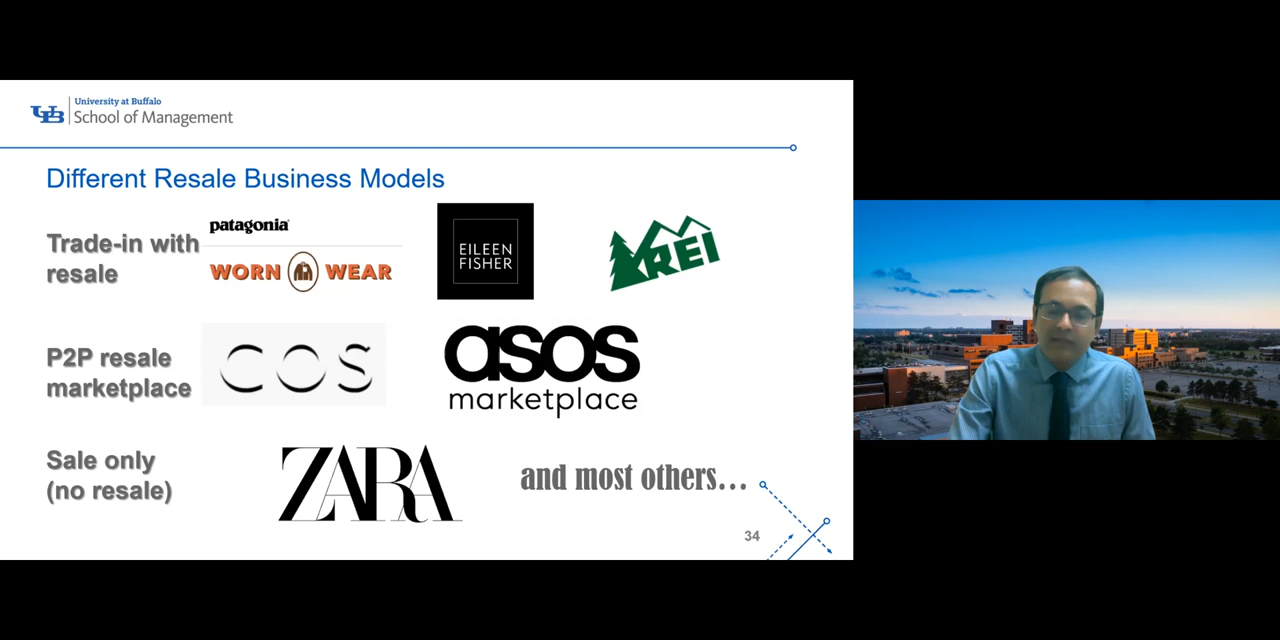 University at Buffalo
School of Management
Different Resale Business Models
Trade-in with
resale
patagonia
WORN WEAR
EILEEN
FISHER
REI
P2P resale
marketplace
COS
asos
marketplace
Sale only
(no resale)
ZARA
and most others...
34